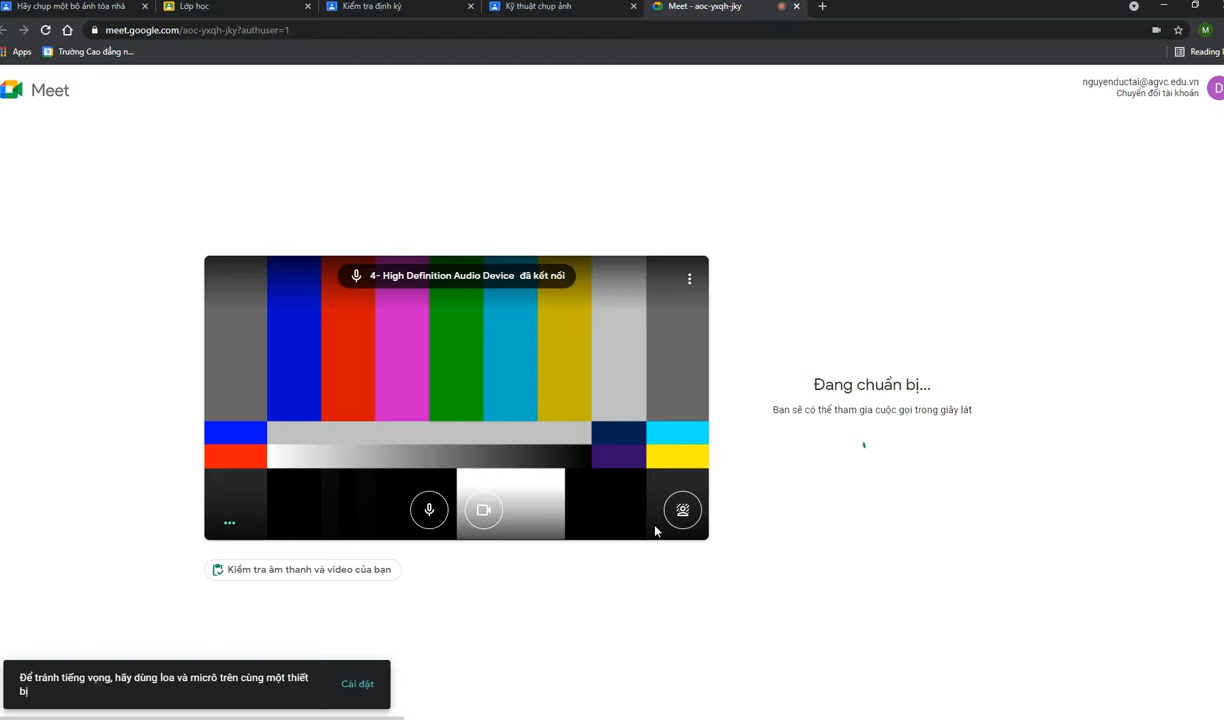 Hãy chụp một bộ ảnh tòa nhà
Lớp học
Kiểm tra định kỳ
Kỹ thuật chụp ảnh
Meet - aoc-yxqh-jky
meet.google.com/aoc-yxqh-jky?authuser=1
M
Apps
Trường Cao đẳng n...
Reading l
Meet
nguyenductai@agvc.edu.vn
Chuyển đổi tài khoản
D
4- High Definition Audio Device đã kết nối
Đang chuẩn bị...
Bạn sẽ có thể tham gia cuộc gọi trong giây lát
Kiểm tra âm thanh và video của bạn
Để tránh tiếng vọng, hãy dùng loa và micrô trên cùng một thiết
bị
Cài đặt